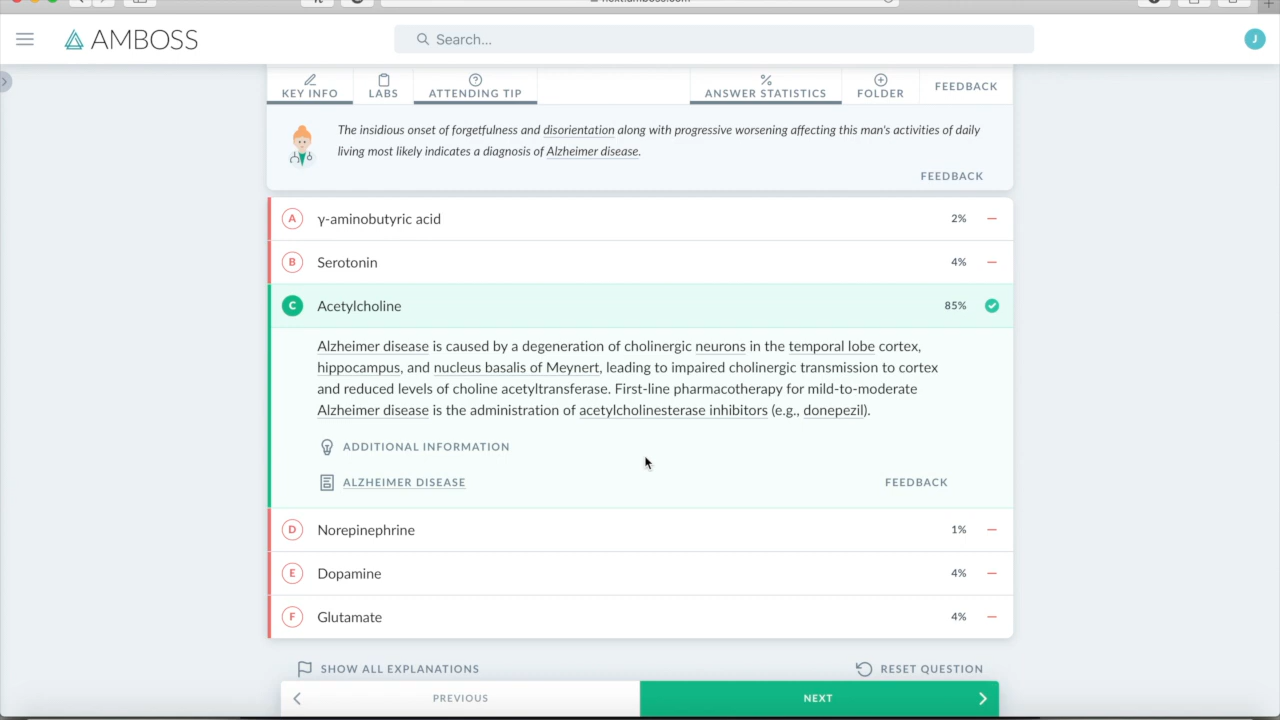 next.amboss.com
AMBOSS
Search...
J
KEY INFO
LABS
ATTENDING TIP
ANSWER STATISTICS
FOLDER
FEEDBACK
The insidious onset of forgetfulness and disorientation along with progressive worsening affecting this man's activities of daily
living most likely indicates a diagnosis of Alzheimer disease.
FEEDBACK
A γ-aminobutyric acid 2%
B Serotonin 4%
C Acetylcholine 85%
Alzheimer disease is caused by a degeneration of cholinergic neurons in the temporal lobe cortex,
hippocampus, and nucleus basalis of Meynert, leading to impaired cholinergic transmission to cortex
and reduced levels of choline acetyltransferase. First-line pharmacotherapy for mild-to-moderate
Alzheimer disease is the administration of acetylcholinesterase inhibitors (e.g., donepezil).
ADDITIONAL INFORMATION
ALZHEIMER DISEASE FEEDBACK
D Norepinephrine 1%
E Dopamine 4%
F Glutamate 4%
SHOW ALL EXPLANATIONS RESET QUESTION
PREVIOUS NEXT